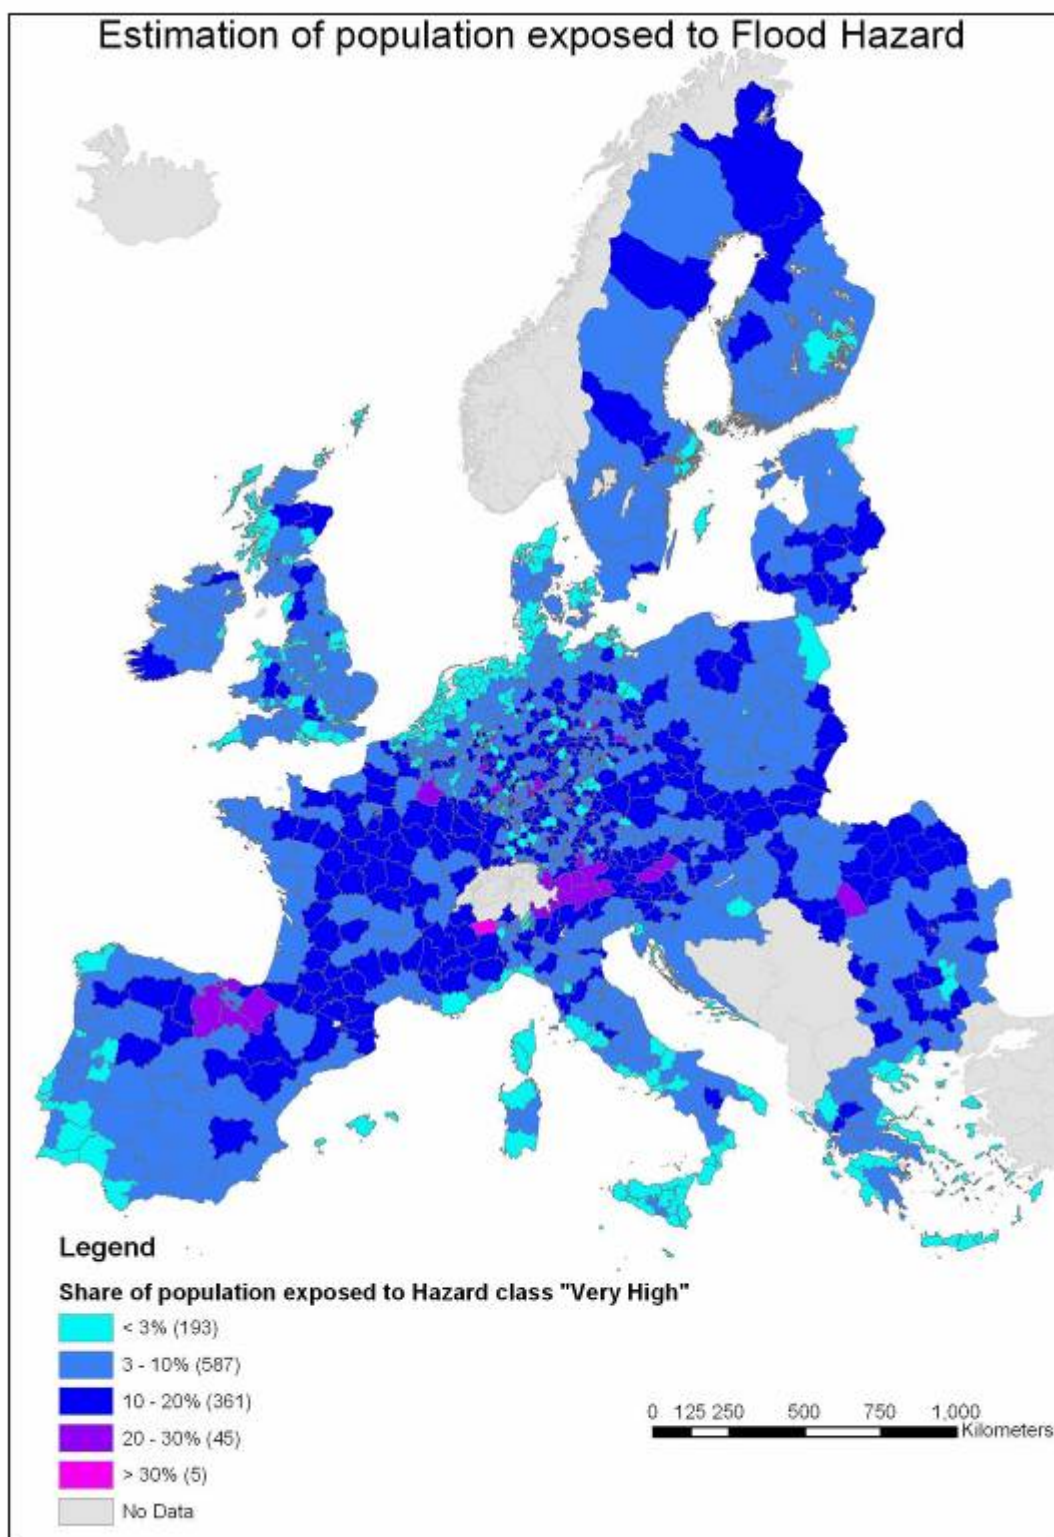 Estimation of population exposed to Flood Hazard
Legend
Share of population exposed to Hazard class "Very High"
< 3% (193)
3 - 10% (587)
10 - 20% (361)
20 - 30% (45)
> 30% (5)
No Data
0 125 250 500 750 1,000
Kilometers